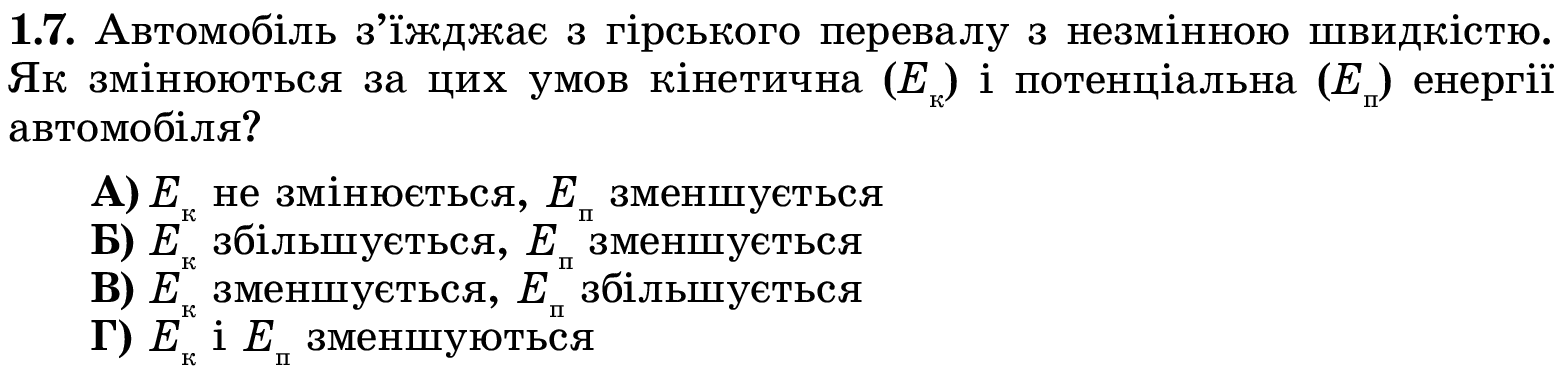 1.7. Автомобіль з’їжджає з гірського перевалу з незмінною швидкістю.
Як змінюються за цих умов кінетична (Eк) і потенціальна (Eп) енергії
автомобіля?
А) Eк не змінюється, Eп зменшується
Б) Eк збільшується, Eп зменшується
В) Eк зменшується, Eп збільшується
Г) Eк і Eп зменшуються